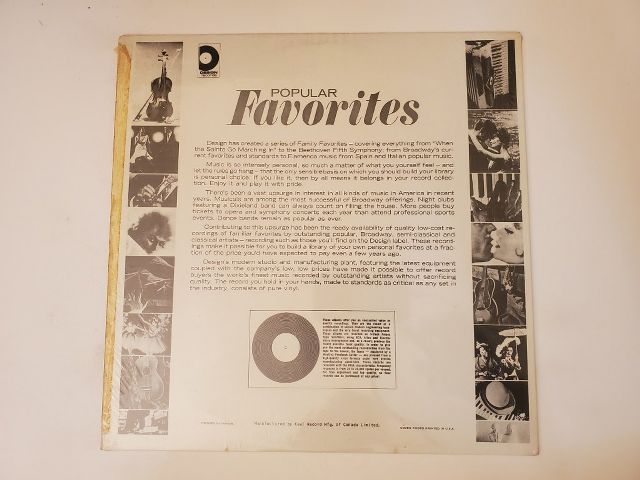 DESIGN
RECORDS
POPULAR
Favorites
Design has created a series of Family Favorites – covering everything from "When
the Saints Go Marching In" to the Beethoven Fifth Symphony, from Broadway's cur-
rent favorites and standards to Flamenco music from Spain and Italian popular music.
Music is so intensely personal, so much a matter of what you yourself feel – and
let the rules go hang – that the only sensible basis on which you should build your library
is personal choice. If you like it, then by all means it belongs in your record collec-
tion. Enjoy it and play it with pride.
There's been a vast upsurge in interest in all kinds of music in America in recent
years. Musicals are among the most successful of Broadway offerings. Night clubs
featuring a Dixieland band can always count on filling the house. More people buy
tickets to opera and symphony concerts each year than attend professional sports
events. Dance bands remain as popular as ever.
Contributing to this upsurge has been the ready availability of quality low-cost re-
cordings of familiar favorites by outstanding popular, Broadway, semi-classical and
classical artists – recording such as those you'll find on the Design label. These record-
ings make it possible for you to build a library of your own personal favorites at a frac-
tion of the price you'd have expected to pay even a few years ago.
Design's modern studio and manufacturing plant, featuring the latest equipment
coupled with the company's low, low prices have made it possible to offer record
buyers the world's finest music recorded by outstanding artists without sacrificing
quality. The record you hold in your hands, made to standards as critical as any set in
the industry, consists of pure vinyl.
Manufactured by Keel Record Mfg. Of Canada Limited.
COVER STOCK PRINTED IN U.S.A.